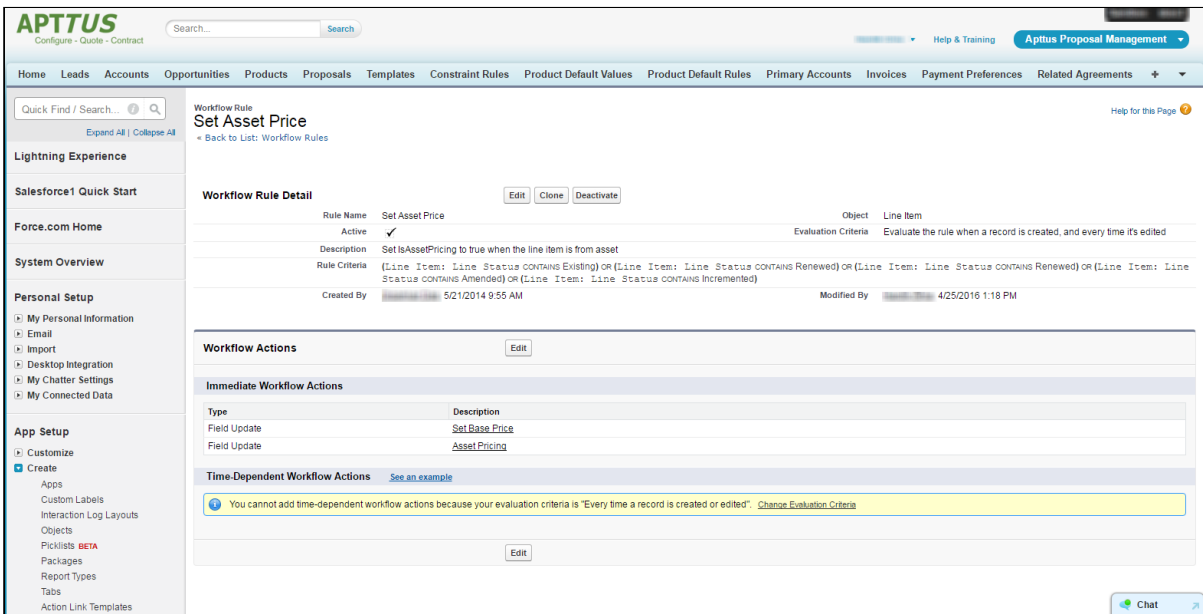 APTTUS
Configure - Quote - Contract
Search...
Search
Help & Training
Apttus Proposal Management
Home Leads Accounts Opportunities Products Proposals Templates Constraint Rules Product Default Values Product Default Rules Primary Accounts Invoices Payment Preferences Related Agreements +
Quick Find / Search...
Expand All | Collapse All
Lightning Experience
Salesforce1 Quick Start
Force.com Home
System Overview
Personal Setup
My Personal Information
Email
Import
Desktop Integration
My Chatter Settings
My Connected Data
App Setup
Customize
Create
Apps
Custom Labels
Interaction Log Layouts
Objects
Picklists BETA
Packages
Report Types
Tabs
Action Link Templates
Workflow Rule
Set Asset Price
« Back to List: Workflow Rules
Help for this Page
Workflow Rule Detail Edit Clone Deactivate
Rule Name Set Asset Price Object Line Item
Active ✓ Evaluation Criteria Evaluate the rule when a record is created, and every time it's edited
Description Set IsAssetPricing to true when the line item is from asset
Rule Criteria (Line Item: Line Status CONTAINS Existing) OR (Line Item: Line Status CONTAINS Renewed) OR (Line Item: Line Status CONTAINS Renewed) OR (Line Item: Line
Status CONTAINS Amended) OR (Line Item: Line Status CONTAINS Incremented)
Created By 5/21/2014 9:55 AM Modified By 4/25/2016 1:18 PM
Workflow Actions Edit
Immediate Workflow Actions
Type Description
Field Update Set Base Price
Field Update Asset Pricing
Time-Dependent Workflow Actions See an example
You cannot add time-dependent workflow actions because your evaluation criteria is "Every time a record is created or edited". Change Evaluation Criteria
Edit
Chat